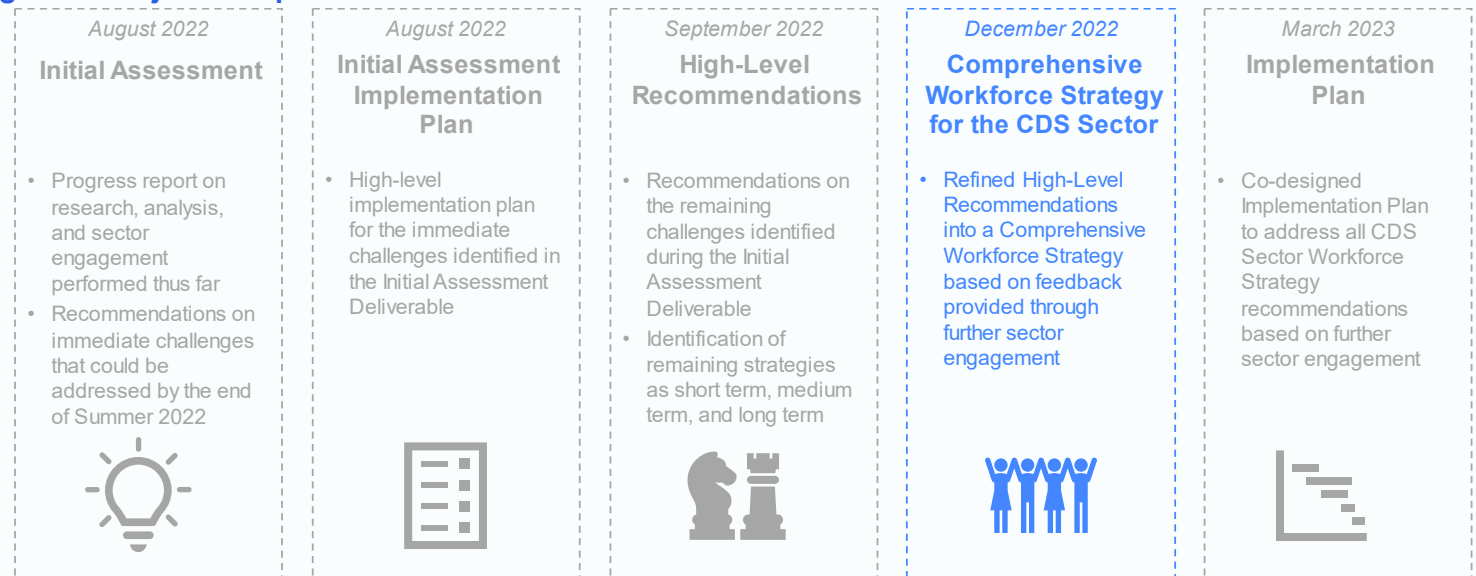 August 2022
Initial Assessment
• Progress report on
research, analysis,
and sector
engagement
performed thus far
• Recommendations on
immediate challenges
that could be
addressed by the end
of Summer 2022
August 2022
Initial Assessment
Implementation
Plan
• High-level
implementation plan
for the immediate
challenges identified in
the Initial Assessment
Deliverable
September 2022
High-Level
Recommendations
• Recommendations on
the remaining
challenges identified
during the Initial
Assessment
Deliverable
• Identification of
remaining strategies
as short term, medium
term, and long term
December 2022
Comprehensive
Workforce Strategy
for the CDS Sector
• Refined High-Level
Recommendations
into a Comprehensive
Workforce Strategy
based on feedback
provided through
further sector
engagement
March 2023
Implementation
Plan
• Co-designed
Implementation Plan
to address all CDS
Sector Workforce
Strategy
recommendations
based on further
sector engagement